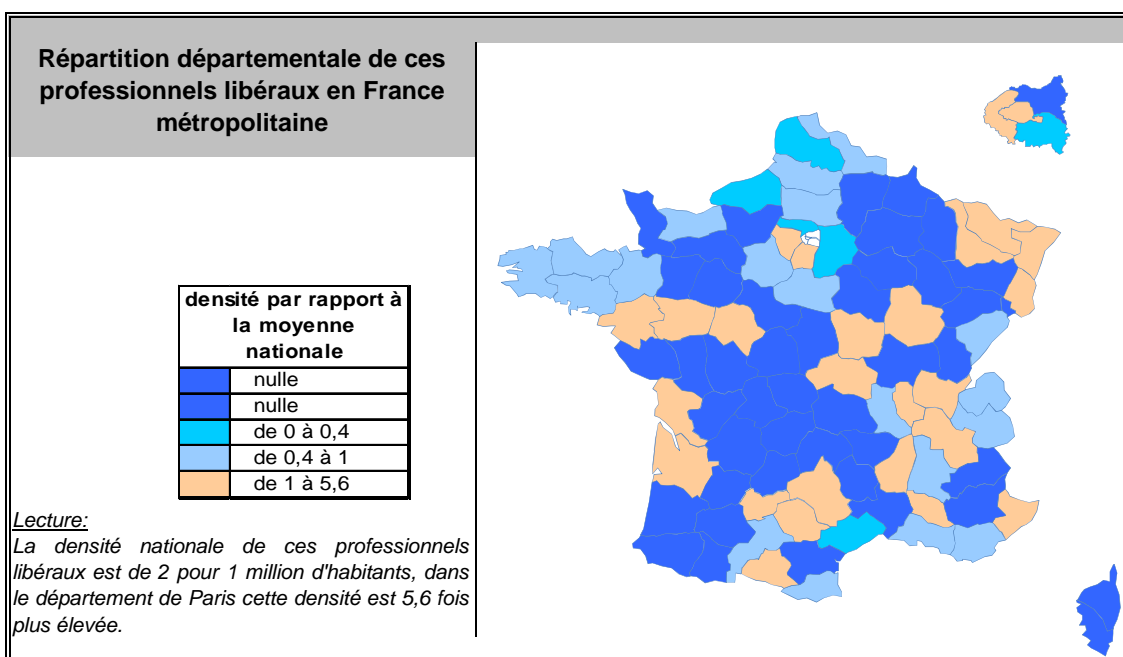 Répartition départementale de ces
professionnels libéraux en France
métropolitaine
densité par rapport à
la moyenne
nationale
nulle
nulle
de 0 à 0,4
de 0,4 à 1
de 1 à 5,6
Lecture:
La densité nationale de ces professionnels
libéraux est de 2 pour 1 million d'habitants, dans
le département de Paris cette densité est 5,6 fois
plus élevée.